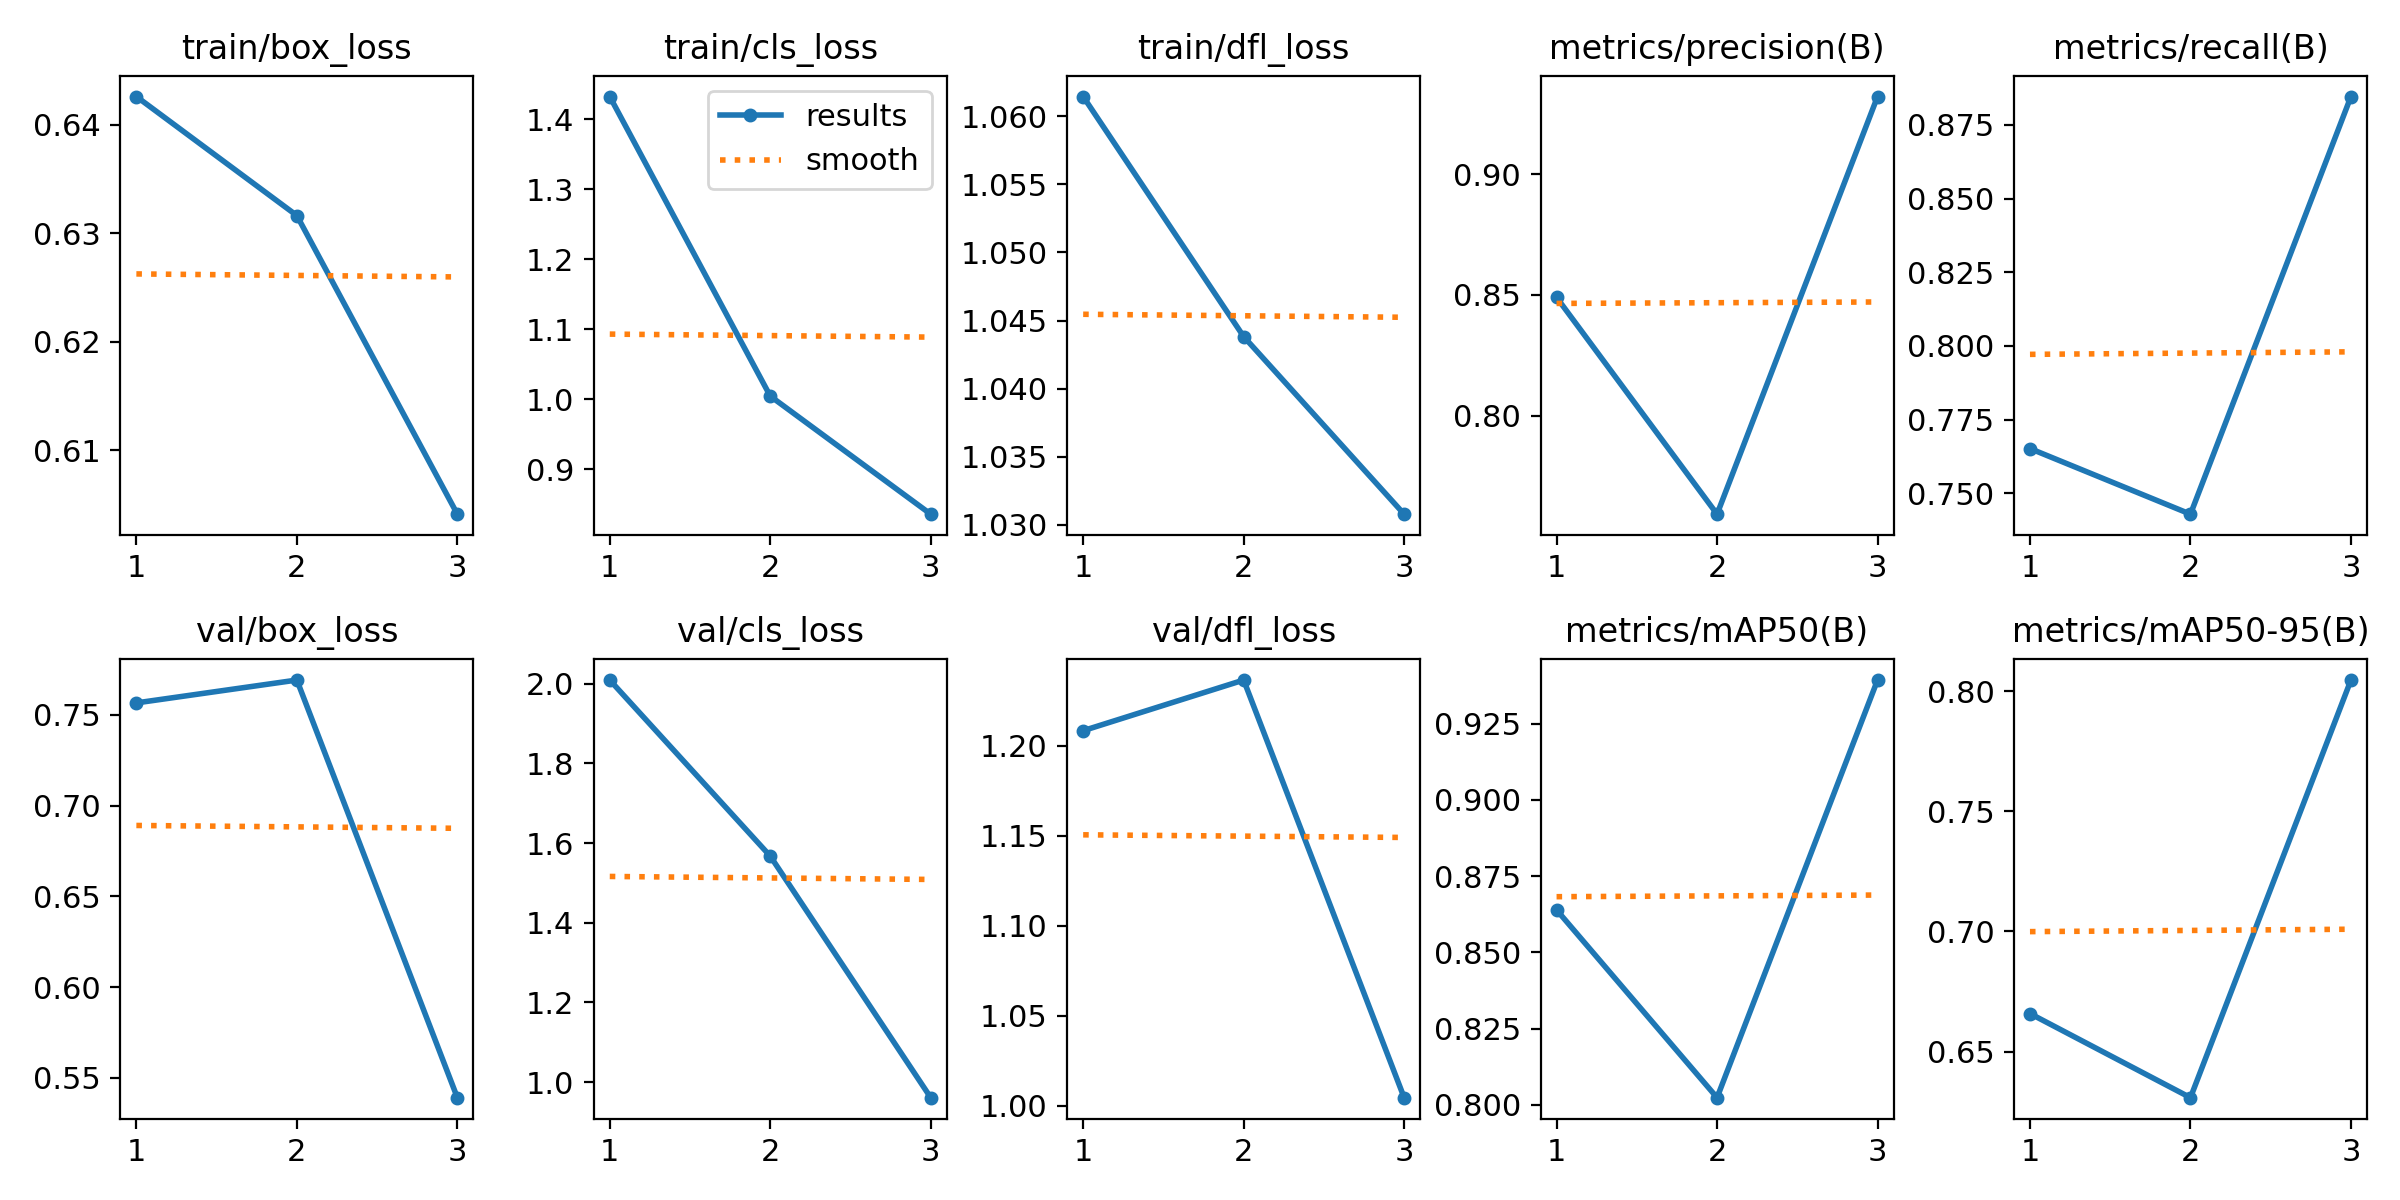 train/box_loss
0.64
0.63
0.62
0.61
1 2 3
train/cls_loss
results
smooth
1.4
1.3
1.2
1.1
1.0
0.9
1 2 3
train/dfl_loss
1.060
1.055
1.050
1.045
1.040
1.035
1.030
1 2 3
metrics/precision(B)
0.90
0.85
0.80
1 2 3
metrics/recall(B)
0.875
0.850
0.825
0.800
0.775
0.750
1 2 3
val/box_loss
0.75
0.70
0.65
0.60
0.55
1 2 3
val/cls_loss
2.0
1.8
1.6
1.4
1.2
1.0
1 2 3
val/dfl_loss
1.20
1.15
1.10
1.05
1.00
1 2 3
metrics/mAP50(B)
0.925
0.900
0.875
0.850
0.825
0.800
1 2 3
metrics/mAP50-95(B)
0.80
0.75
0.70
0.65
1 2 3